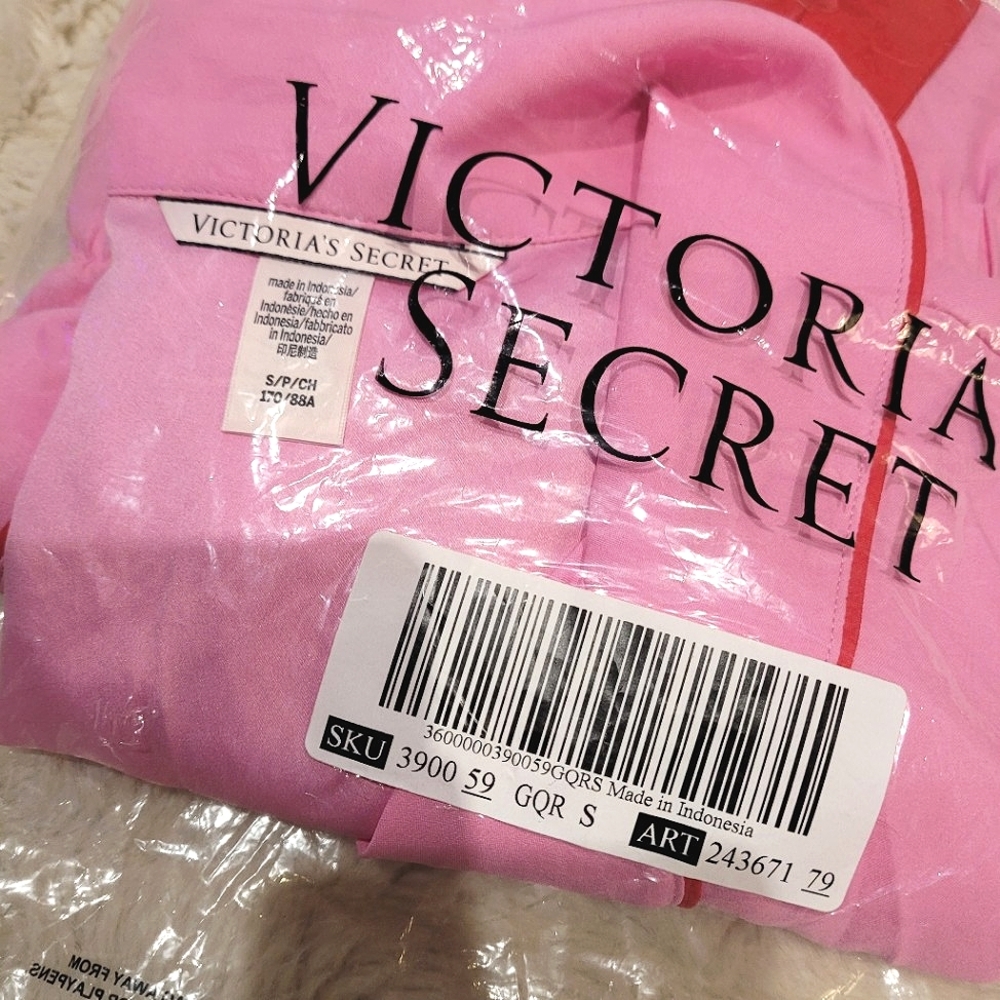 VICTORIA
SECRET
VICTORIA'S SECRET
made in Indonesia/
fabriqué en
Indonésie/hecho en
Indonesia/fabbricato
in Indonesia/
印尼制造
S/P/CH
170/88A
3600000390059GQRS Made in Indonesia
SKU 3900 59 GQR S ART 243671 79
AWAY FROM
PLAYPENS